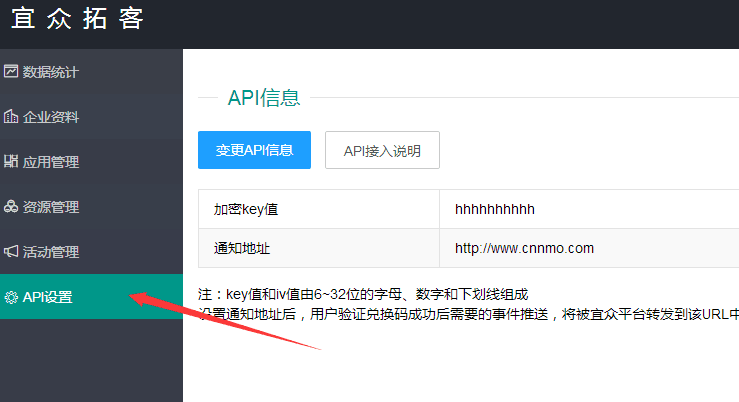 宜众拓客
数据统计
企业资料
应用管理
资源管理
活动管理
API设置
API信息
变更API信息
API接入说明
加密key值
hhhhhhhhhh
通知地址
http://www.cnnmo.com
注：key值和iv值由6~32位的字母、数字和下划线组成
设置通知地址后，用户验证兑换码成功后需要的事件推送，将被宜众平台转发到该URL中